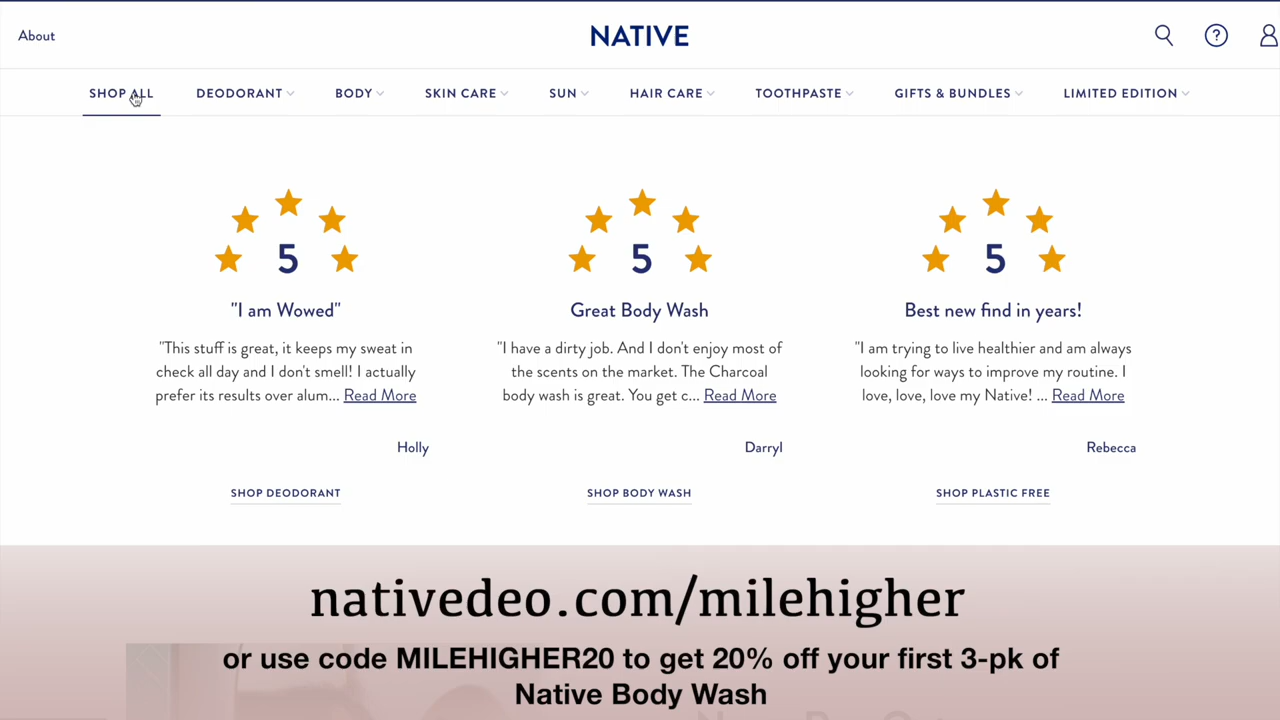 About
NATIVE
SHOP ALL
DEODORANT
BODY
SKIN CARE
SUN
HAIR CARE
TOOTHPASTE
GIFTS & BUNDLES
LIMITED EDITION
5
"I am Wowed"
"This stuff is great, it keeps my sweat in
check all day and I don't smell! I actually
prefer its results over alum... Read More
Holly
SHOP DEODORANT
5
Great Body Wash
"I have a dirty job. And I don't enjoy most of
the scents on the market. The Charcoal
body wash is great. You get c... Read More
Darryl
SHOP BODY WASH
5
Best new find in years!
"I am trying to live healthier and am always
looking for ways to improve my routine. I
love, love, love my Native! ... Read More
Rebecca
SHOP PLASTIC FREE
nativedeo.com/milehigher
or use code MILEHIGHER20 to get 20% off your first 3-pk of
Native Body Wash